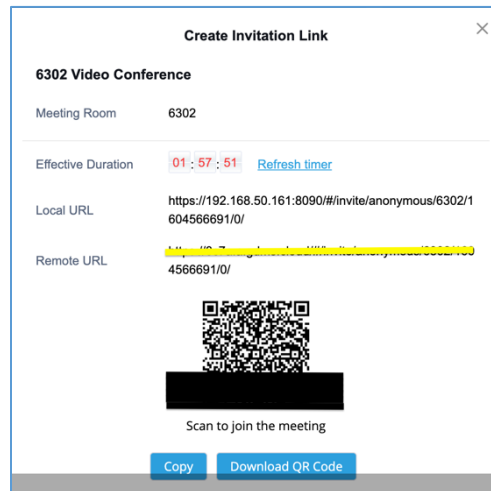 Create Invitation Link
6302 Video Conference
Meeting Room 6302
Effective Duration 01 : 57 : 51 Refresh timer
Local URL https://192.168.50.161:8090/#/invite/anonymous/6302/1
604566691/0/
Remote URL
4566691/0/
Scan to join the meeting
Copy Download QR Code